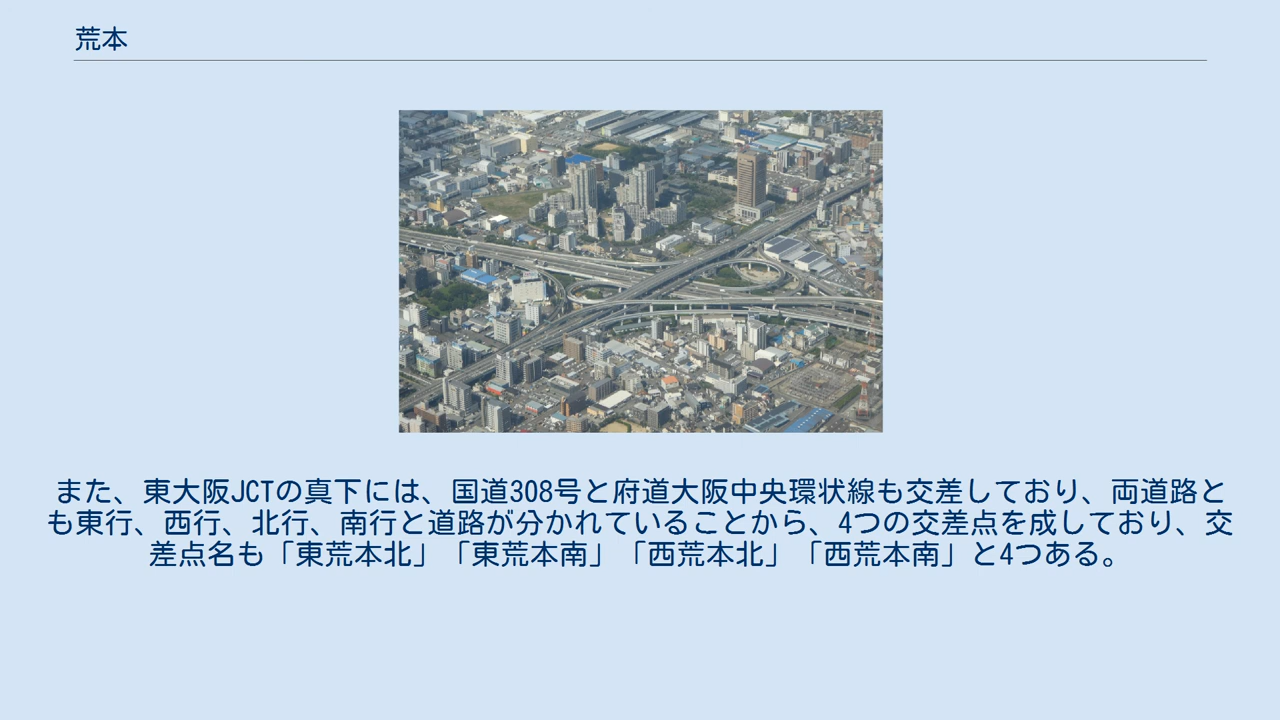 荒本
また、東大阪JCTの真下には、国道308号と府道大阪中央環状線も交差しており、両道路と
も東行、西行、北行、南行と道路が分かれていることから、4つの交差点を成しており、交
差点名も「東荒本北」「東荒本南」「西荒本北」「西荒本南」と4つある。